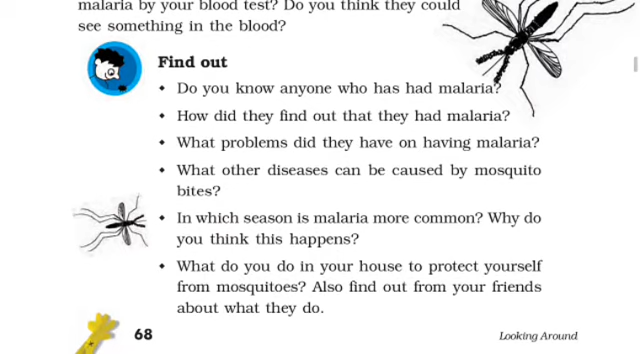 malaria by your blood test? Do you think they could
see something in the blood?
Find out
• Do you know anyone who has had malaria?
• How did they find out that they had malaria?
• What problems did they have on having malaria?
• What other diseases can be caused by mosquito
bites?
• In which season is malaria more common? Why do
you think this happens?
• What do you do in your house to protect yourself
from mosquitoes? Also find out from your friends
about what they do.
68
Looking Around